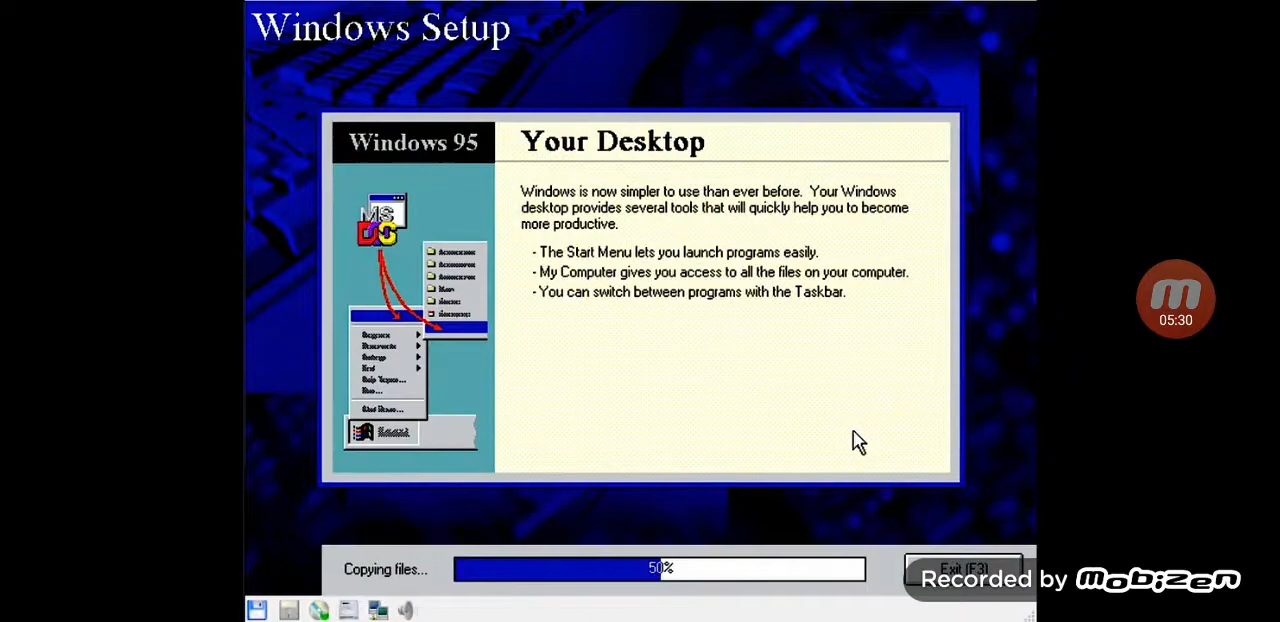 Windows Setup
Windows 95
Your Desktop
MS
Windows is now simpler to use than ever before. Your Windows
desktop provides several tools that will quickly help you to become
more productive.
- The Start Menu lets you launch programs easily.
- My Computer gives you access to all the files on your computer.
- You can switch between programs with the Taskbar.
05:30
Copying files...
50%
Exit (F3)
Recorded by mobizen